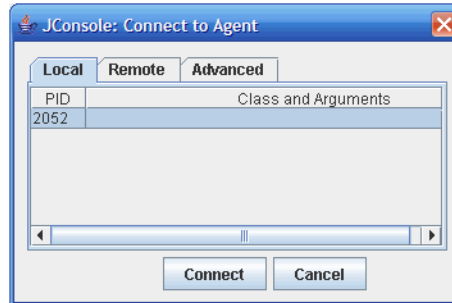 JConsole: Connect to Agent
Local Remote Advanced
PID Class and Arguments
2052
Connect Cancel